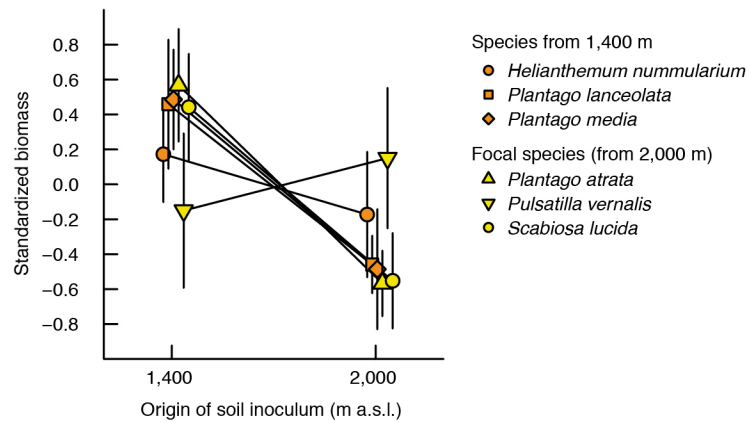 Standardized biomass
0.8
0.6
0.4
0.2
0.0
−0.2
−0.4
−0.6
−0.8
1,400
2,000
Origin of soil inoculum (m a.s.l.)
Species from 1,400 m
Helianthemum nummularium
Plantago lanceolata
Plantago media
Focal species (from 2,000 m)
Plantago atrata
Pulsatilla vernalis
Scabiosa lucida